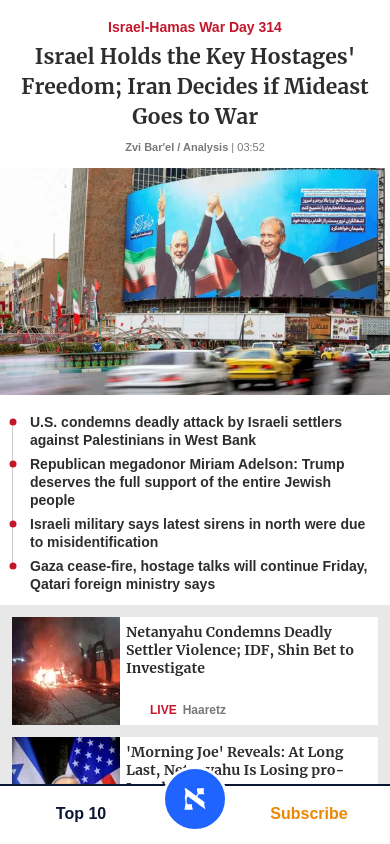 Israel-Hamas War Day 314
Israel Holds the Key Hostages'
Freedom; Iran Decides if Mideast
Goes to War
Zvi Bar'el / Analysis | 03:52
U.S. condemns deadly attack by Israeli settlers
against Palestinians in West Bank
Republican megadonor Miriam Adelson: Trump
deserves the full support of the entire Jewish
people
Israeli military says latest sirens in north were due
to misidentification
Gaza cease-fire, hostage talks will continue Friday,
Qatari foreign ministry says
Netanyahu Condemns Deadly
Settler Violence; IDF, Shin Bet to
Investigate
LIVE Haaretz
'Morning Joe' Reveals: At Long
Last, Netanyahu Is Losing pro-
Top 10
Subscribe